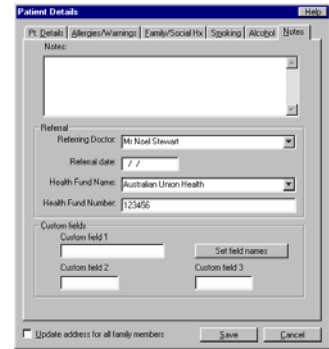 Patient Details Help
Pt. Details Allergies/Warnings Family/Social Hx Smoking Alcohol Notes
Notes:
Referral
Referring Doctor: Mr Noel Stewart
Referral date: / /
Health Fund Name: Australian Union Health
Health Fund Number: 123456
Custom fields
Custom field 1
Set field names
Custom field 2 Custom field 3
Update address for all family members Save Cancel